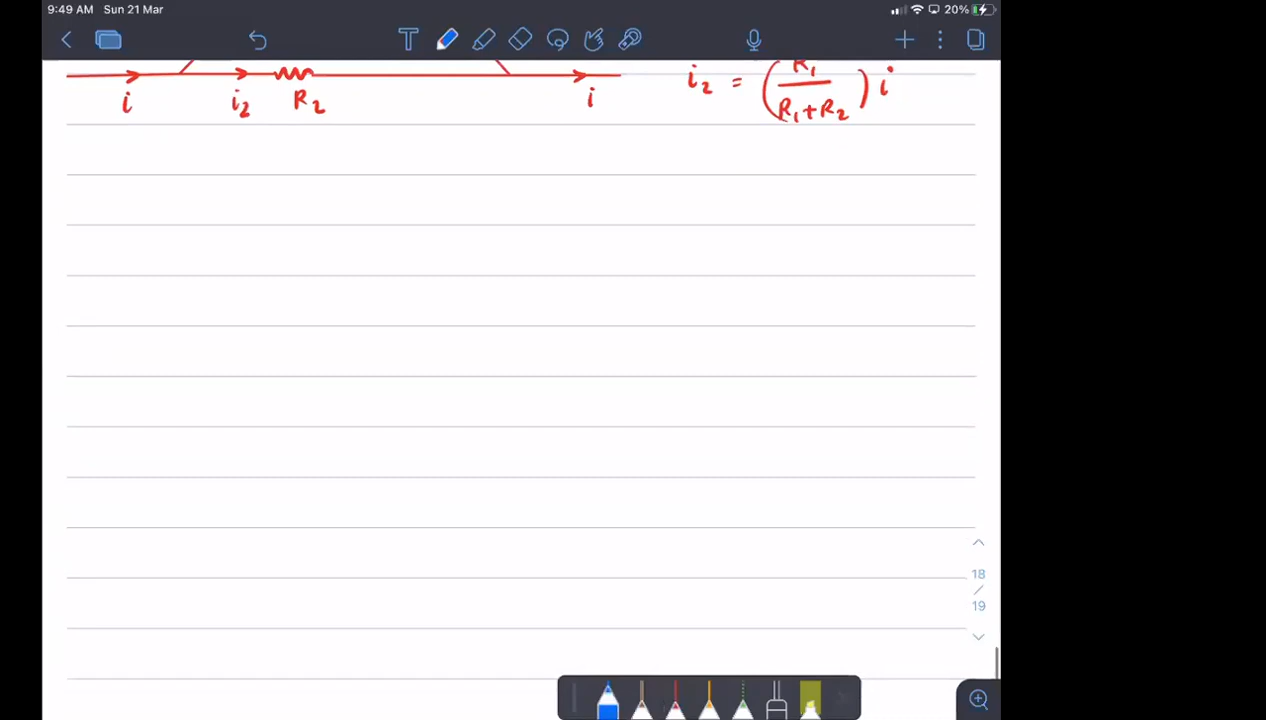 9:49 AM Sun 21 Mar
20%
T
i₂ = (R₁ / (R₁+R₂)) i
i i₂ R₂ i
18
/
19